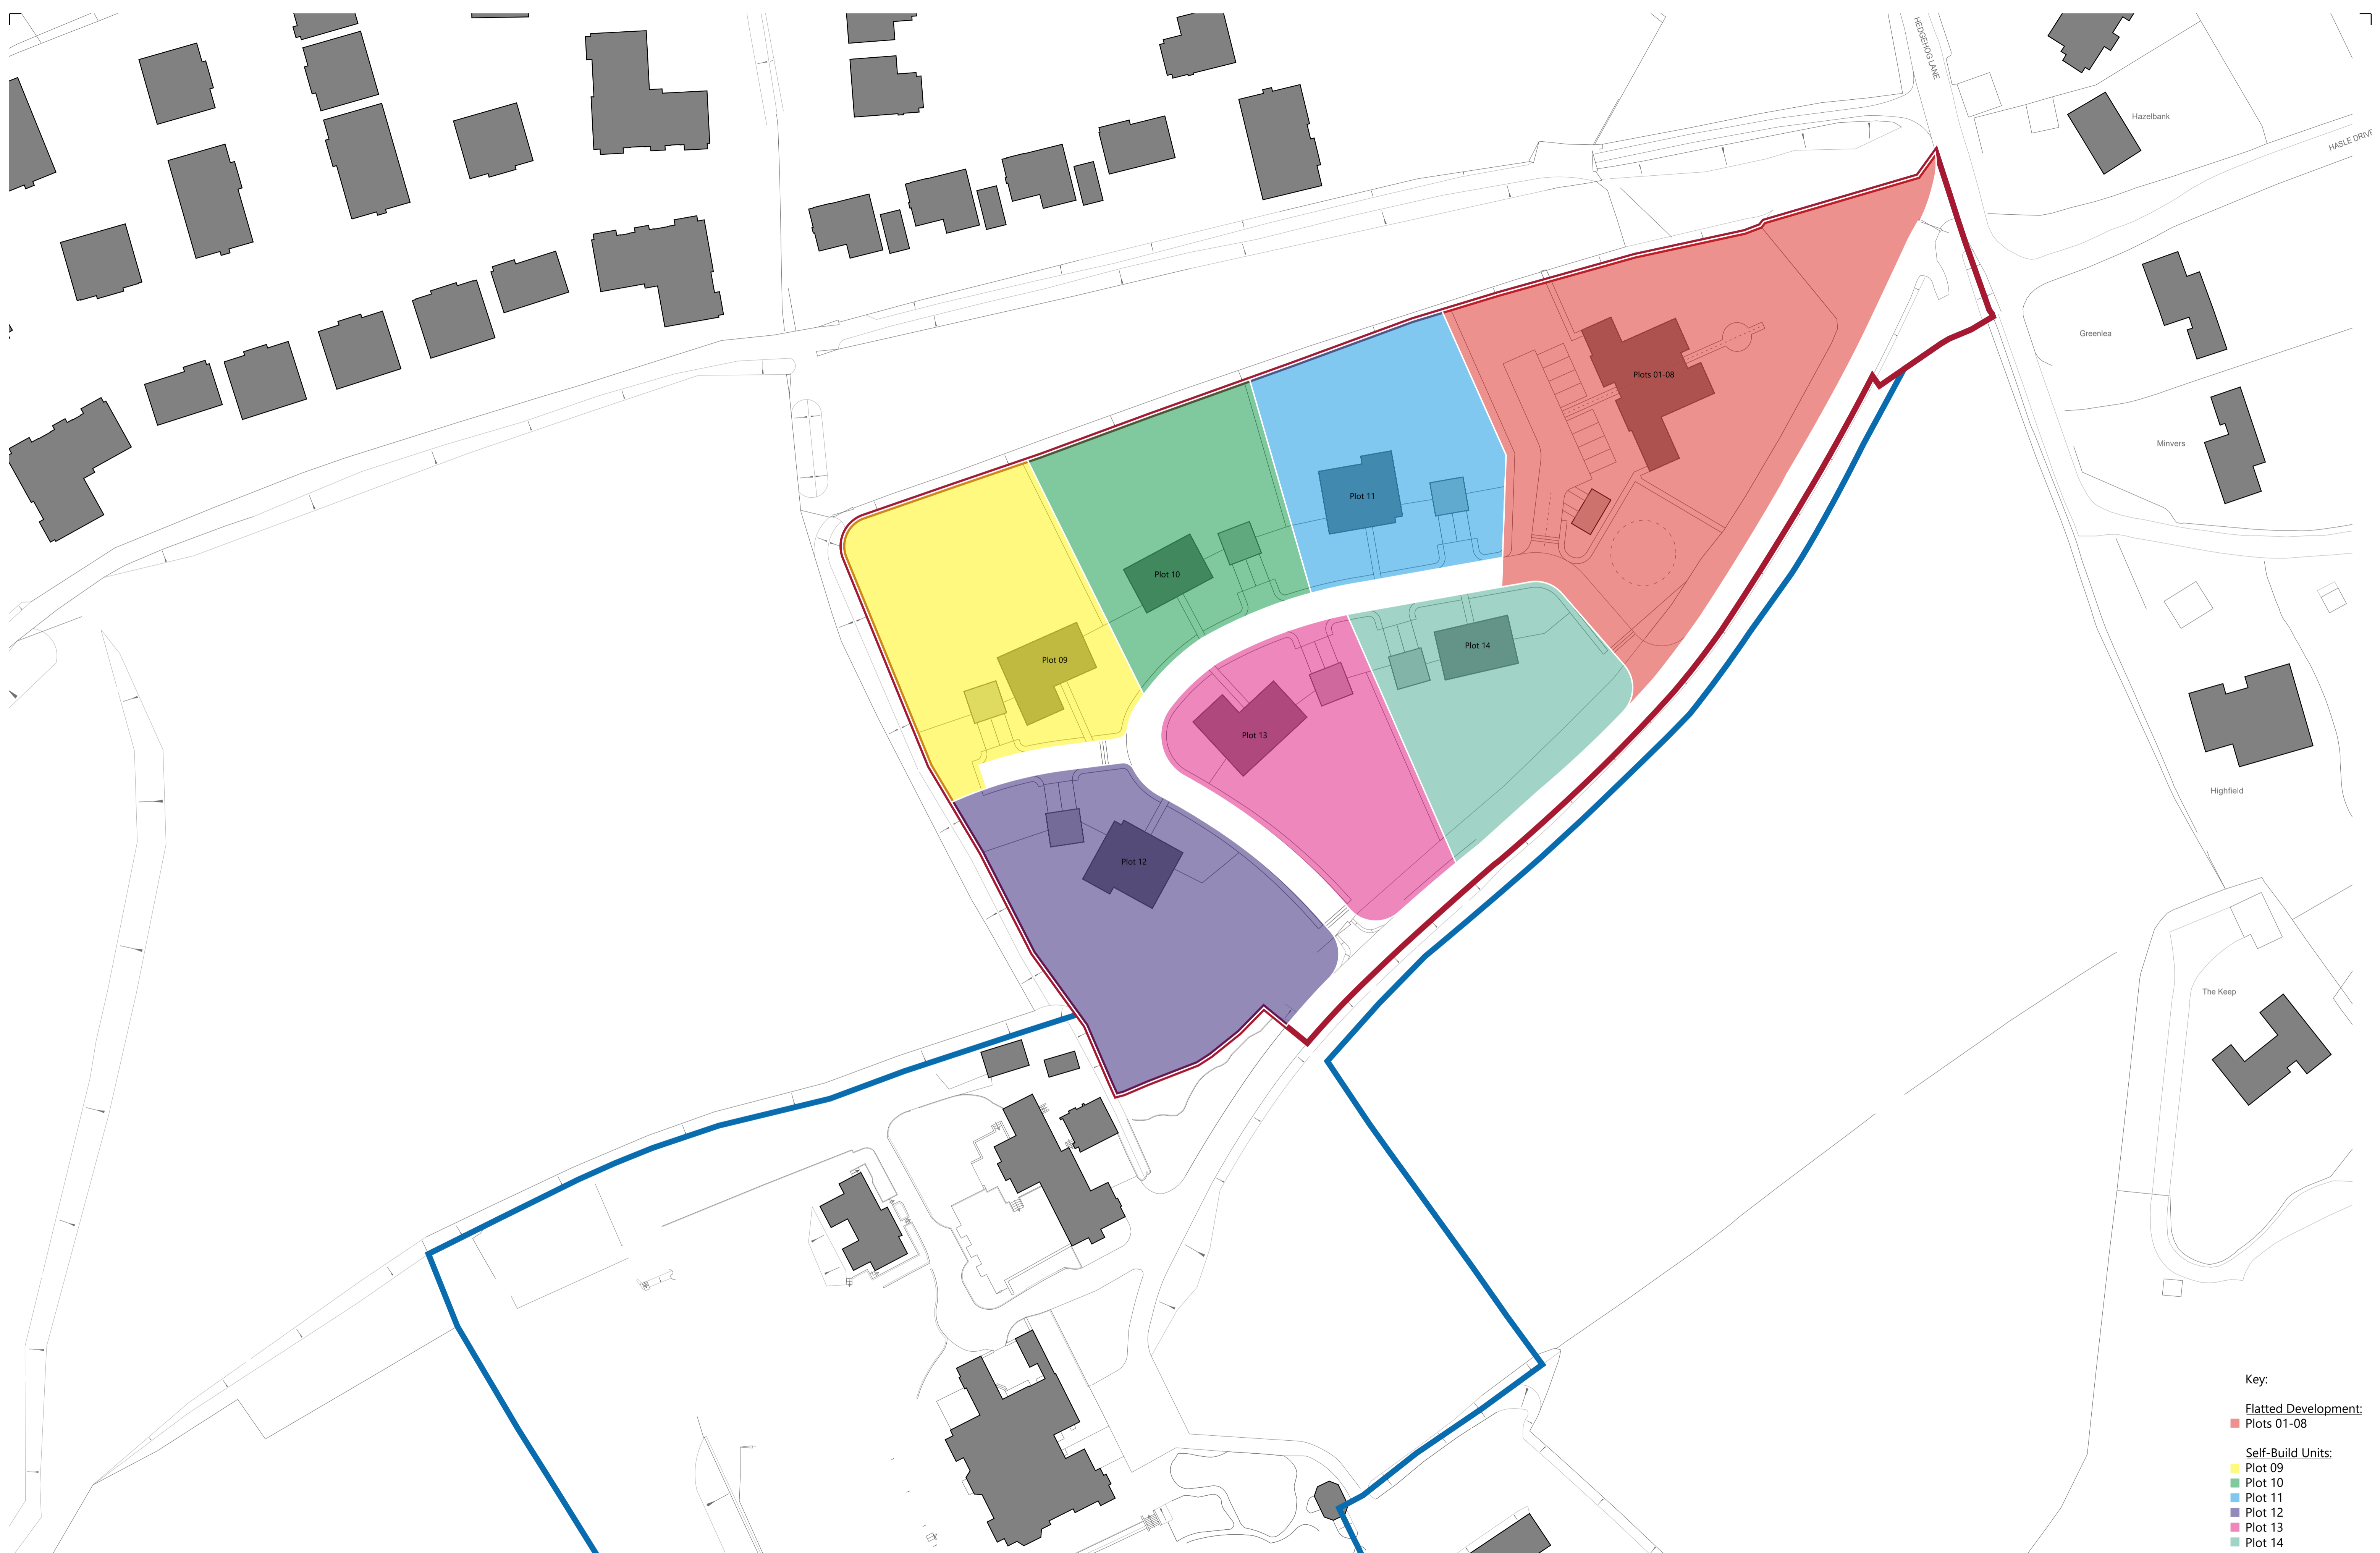 HEDGEHOG LANE
Hazelbank
HASLE DRIVE
Greenlea
Plots 01-08
Minvers
Plot 11
Plot 10
Plot 14
Plot 09
Plot 13
Highfield
Plot 12
The Keep
Key:
Flatted Development:
Plots 01-08
Self-Build Units:
Plot 09
Plot 10
Plot 11
Plot 12
Plot 13
Plot 14